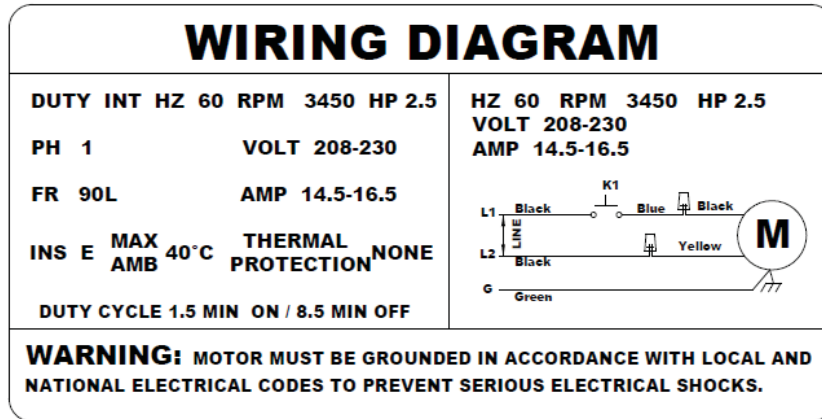 WIRING DIAGRAM
DUTY INT HZ 60 RPM 3450 HP 2.5
PH 1 VOLT 208-230
FR 90L AMP 14.5-16.5
INS E MAX AMB 40°C THERMAL PROTECTION NONE
DUTY CYCLE 1.5 MIN ON / 8.5 MIN OFF
HZ 60 RPM 3450 HP 2.5
VOLT 208-230
AMP 14.5-16.5
K1
L1 Black Blue Black
LINE
M
L2 Black Yellow
G Green
WARNING: MOTOR MUST BE GROUNDED IN ACCORDANCE WITH LOCAL AND
NATIONAL ELECTRICAL CODES TO PREVENT SERIOUS ELECTRICAL SHOCKS.